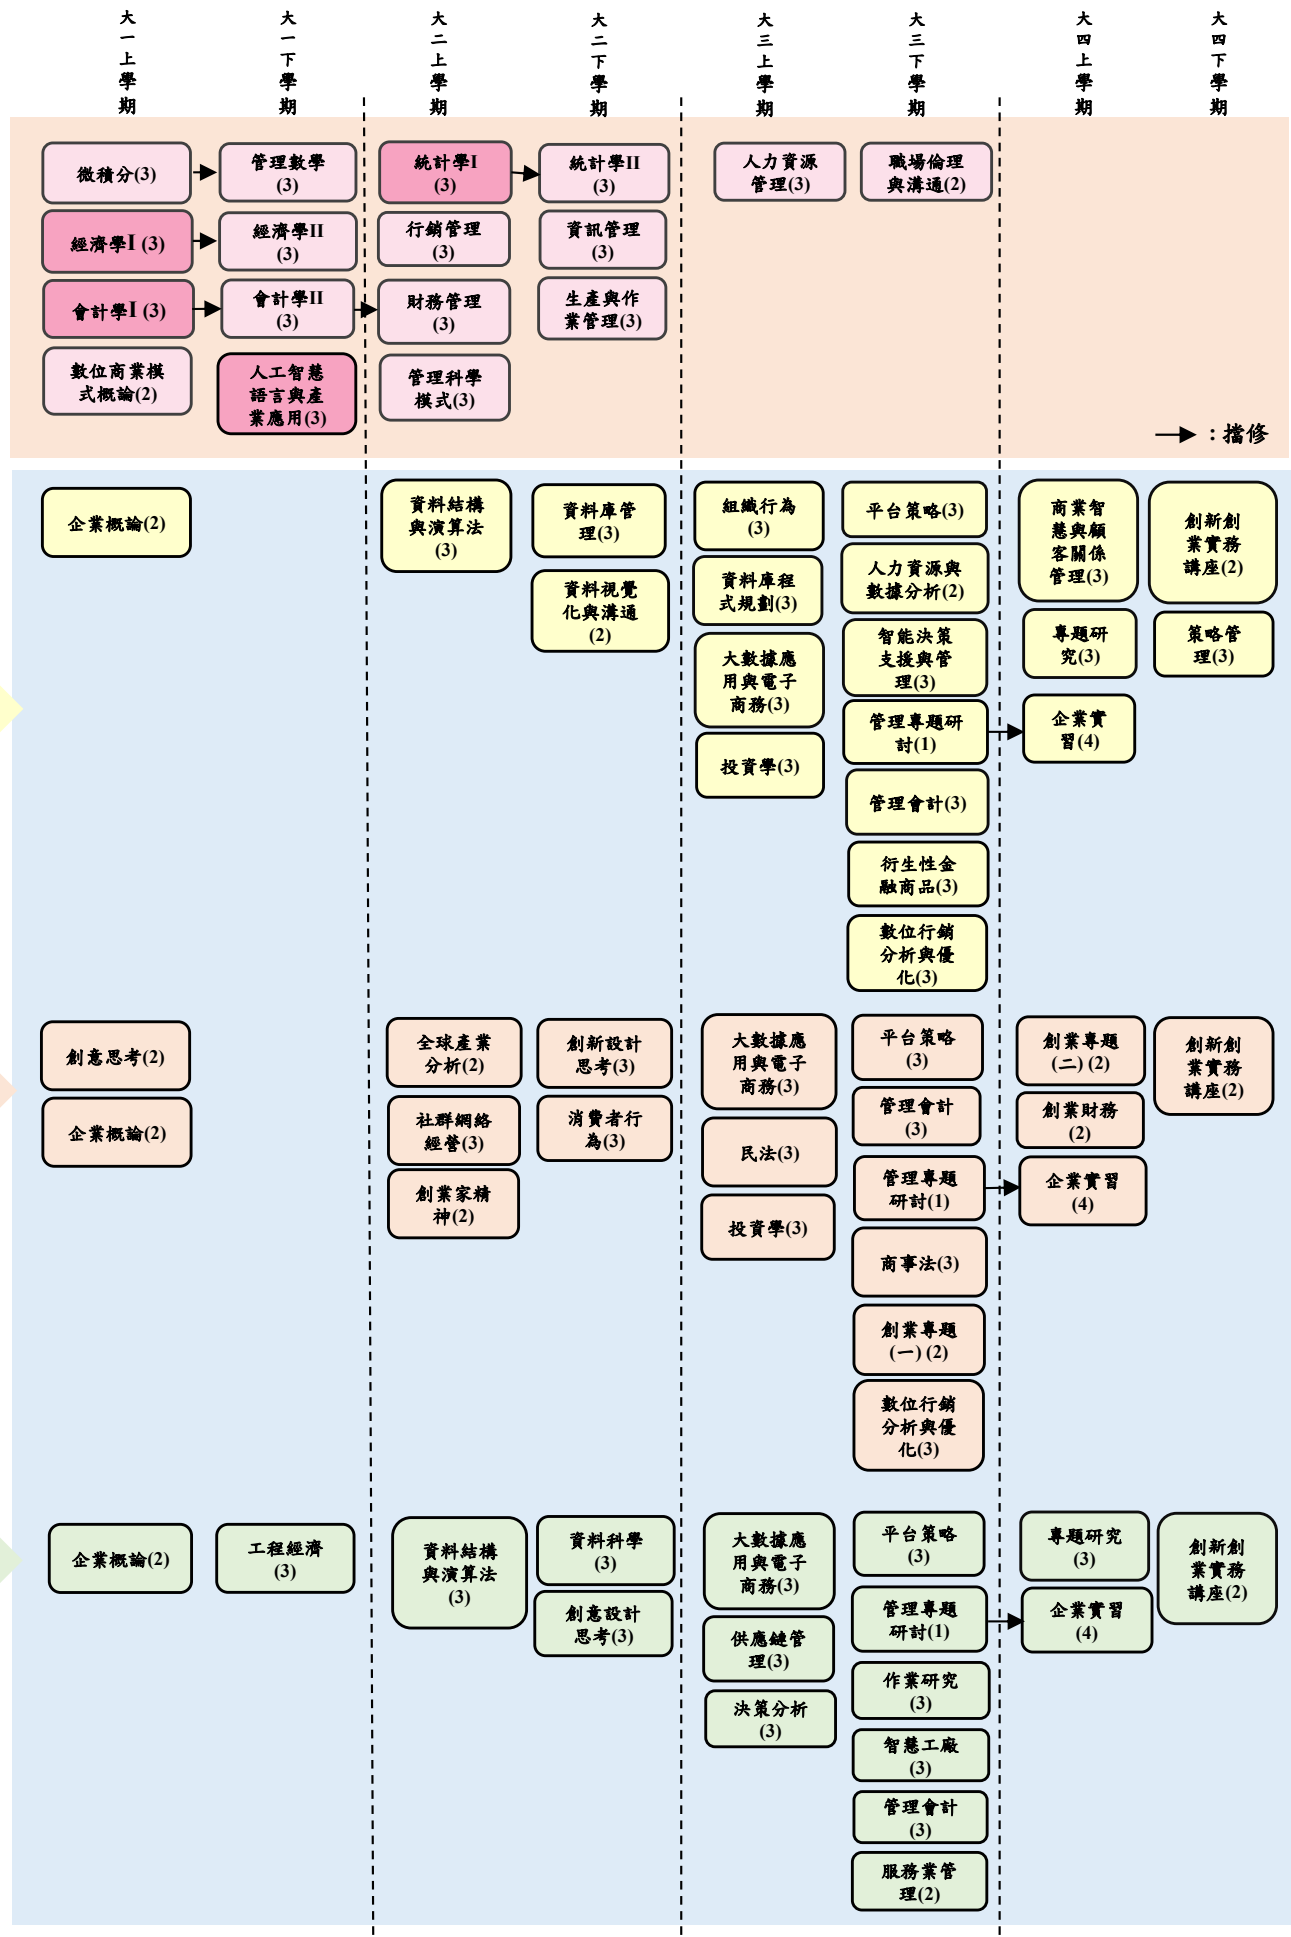 大一上學期
大一下學期
大二上學期
大二下學期
大三上學期
大三下學期
大四上學期
大四下學期
微積分(3)
管理數學
(3)
統計學I
(3)
統計學II
(3)
人力資源
管理(3)
職場倫理
與溝通(2)
經濟學I (3)
經濟學II
(3)
行銷管理
(3)
資訊管理
(3)
會計學I (3)
會計學II
(3)
財務管理
(3)
生產與作
業管理(3)
數位商業模
式概論(2)
人工智慧
語言與產
業應用(3)
管理科學
模式(3)
：擋修
企業概論(2)
資料結構
與演算法
(3)
資料庫管
理(3)
資料視覺
化與溝通
(2)
組織行為
(3)
資料庫程
式規劃(3)
大數據應
用與電子
商務(3)
投資學(3)
平台策略(3)
人力資源與
數據分析(2)
智能決策
支援與管
理(3)
管理專題研
討(1)
管理會計(3)
衍生性金
融商品(3)
數位行銷
分析與優
化(3)
商業智
慧與顧
客關係
管理(3)
專題研
究(3)
企業實
習(4)
創新創
業實務
講座(2)
策略管
理(3)
創意思考(2)
企業概論(2)
全球產業
分析(2)
社群網絡
經營(3)
創業家精
神(2)
創新設計
思考(3)
消費者行
為(3)
大數據應
用與電子
商務(3)
民法(3)
投資學(3)
平台策略
(3)
管理會計
(3)
管理專題
研討(1)
商事法(3)
創業專題
(一) (2)
數位行銷
分析與優
化(3)
創業專題
(二) (2)
創業財務
(2)
企業實習
(4)
創新創
業實務
講座(2)
企業概論(2)
工程經濟
(3)
資料結構
與演算法
(3)
資料科學
(3)
創意設計
思考(3)
大數據應
用與電子
商務(3)
供應鏈管
理(3)
決策分析
(3)
平台策略
(3)
管理專題
研討(1)
作業研究
(3)
智慧工廠
(3)
管理會計
(3)
服務業管
理(2)
專題研究
(3)
企業實習
(4)
創新創
業實務
講座(2)